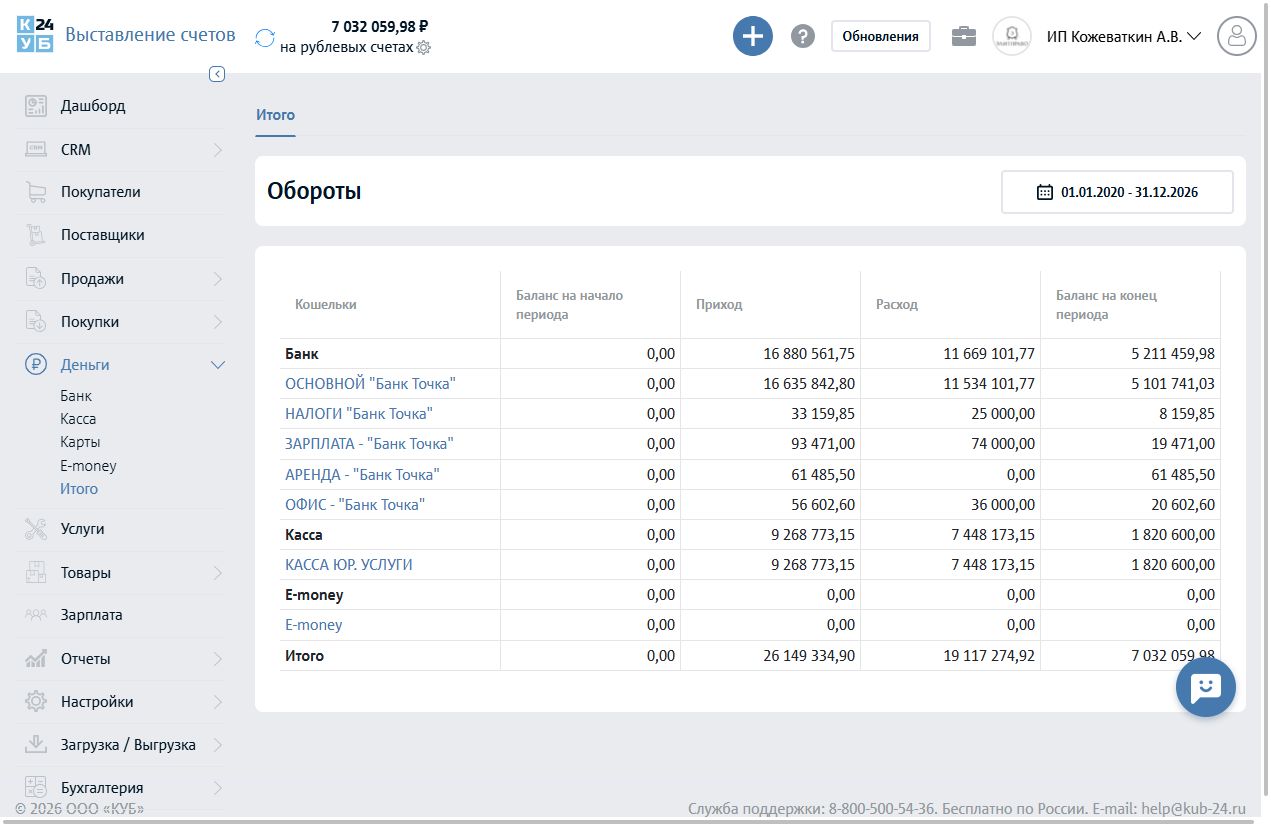 К 24
У Б
Выставление счетов
7 032 059,98 ₽
на рублевых счетах
?
Обновления
ИП Кожеваткин А.В.
Дашборд
CRM
Покупатели
Поставщики
Продажи
Покупки
Деньги
Банк
Касса
Карты
E-money
Итого
Услуги
Товары
Зарплата
Отчеты
Настройки
Загрузка / Выгрузка
Бухгалтерия
Итого
Обороты
01.01.2020 - 31.12.2026
Кошельки
Баланс на начало
периода
Приход
Расход
Баланс на конец
периода
Банк 0,00 16 880 561,75 11 669 101,77 5 211 459,98
ОСНОВНОЙ "Банк Точка" 0,00 16 635 842,80 11 534 101,77 5 101 741,03
НАЛОГИ "Банк Точка" 0,00 33 159,85 25 000,00 8 159,85
ЗАРПЛАТА - "Банк Точка" 0,00 93 471,00 74 000,00 19 471,00
АРЕНДА - "Банк Точка" 0,00 61 485,50 0,00 61 485,50
ОФИС - "Банк Точка" 0,00 56 602,60 36 000,00 20 602,60
Касса 0,00 9 268 773,15 7 448 173,15 1 820 600,00
КАССА ЮР. УСЛУГИ 0,00 9 268 773,15 7 448 173,15 1 820 600,00
E-money 0,00 0,00 0,00 0,00
E-money 0,00 0,00 0,00 0,00
Итого 0,00 26 149 334,90 19 117 274,92 7 032 059,98
© 2026 ООО «КУБ»
Служба поддержки: 8-800-500-54-36. Бесплатно по России. E-mail: help@kub-24.ru